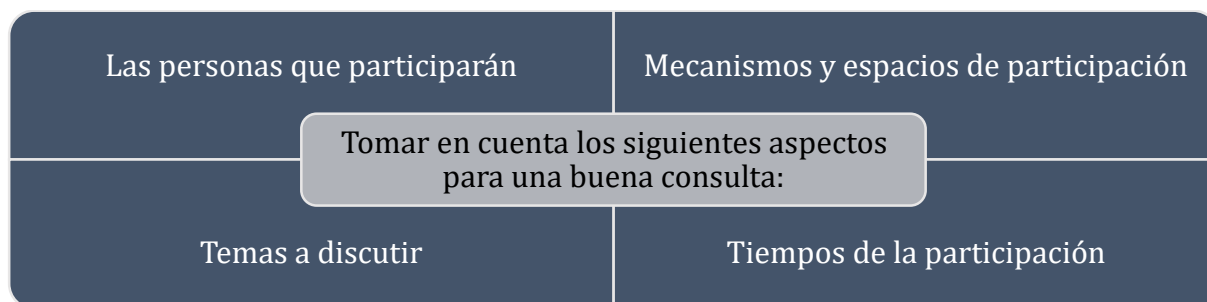 Las personas que participarán
Mecanismos y espacios de participación
Tomar en cuenta los siguientes aspectos
para una buena consulta:
Temas a discutir
Tiempos de la participación